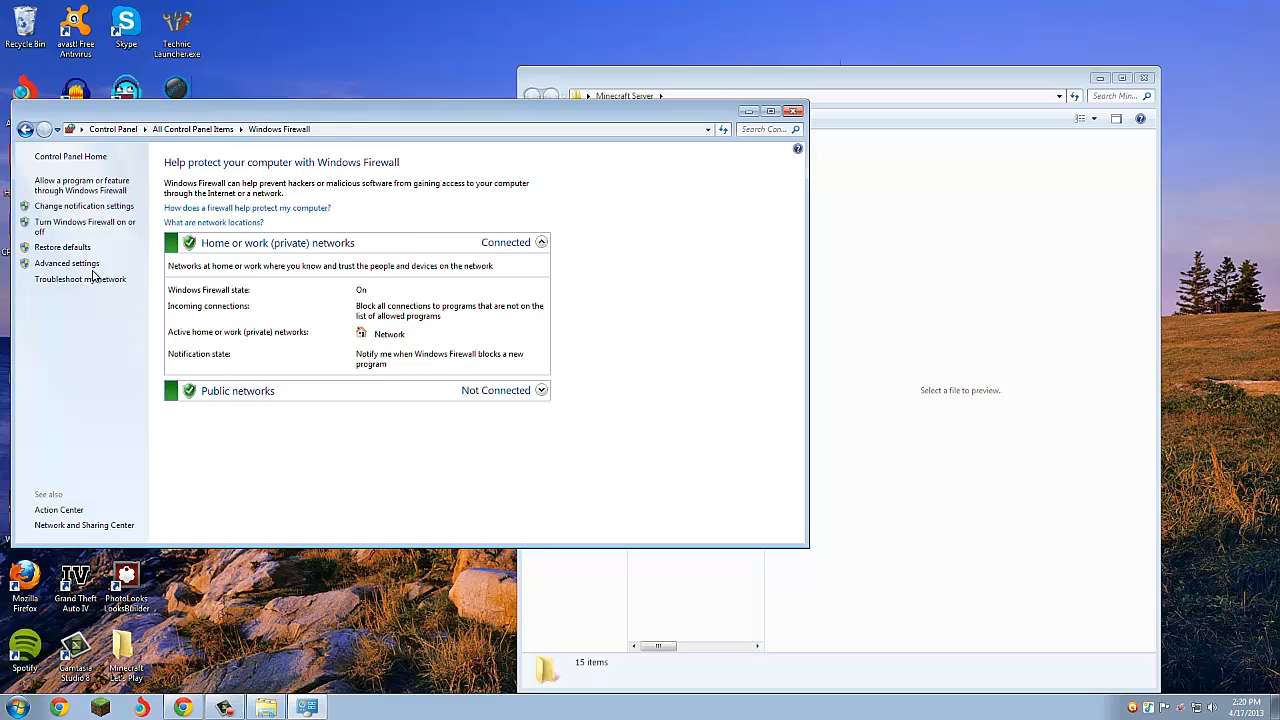 Recycle Bin
avast! Free
Antivirus
Skype
Technic
Launcher.exe
Minecraft Server
Search Min...
Control Panel
All Control Panel Items
Windows Firewall
Search Con...
Control Panel Home
Allow a program or feature
through Windows Firewall
Change notification settings
Turn Windows Firewall on or
off
Restore defaults
Advanced settings
Troubleshoot my network
See also
Action Center
Network and Sharing Center
Help protect your computer with Windows Firewall
Windows Firewall can help prevent hackers or malicious software from gaining access to your computer
through the Internet or a network.
How does a firewall help protect my computer?
What are network locations?
Home or work (private) networks
Connected
Networks at home or work where you know and trust the people and devices on the network
Windows Firewall state:
On
Incoming connections:
Block all connections to programs that are not on the
list of allowed programs
Active home or work (private) networks:
Network
Notification state:
Notify me when Windows Firewall blocks a new
program
Public networks
Not Connected
Select a file to preview.
15 items
Mozilla
Firefox
IV
Grand Theft
Auto IV
PhotoLooks
LooksBuilder
Spotify
Camtasia
Studio 8
Minecraft
Let's Play
2:20 PM
4/17/2013